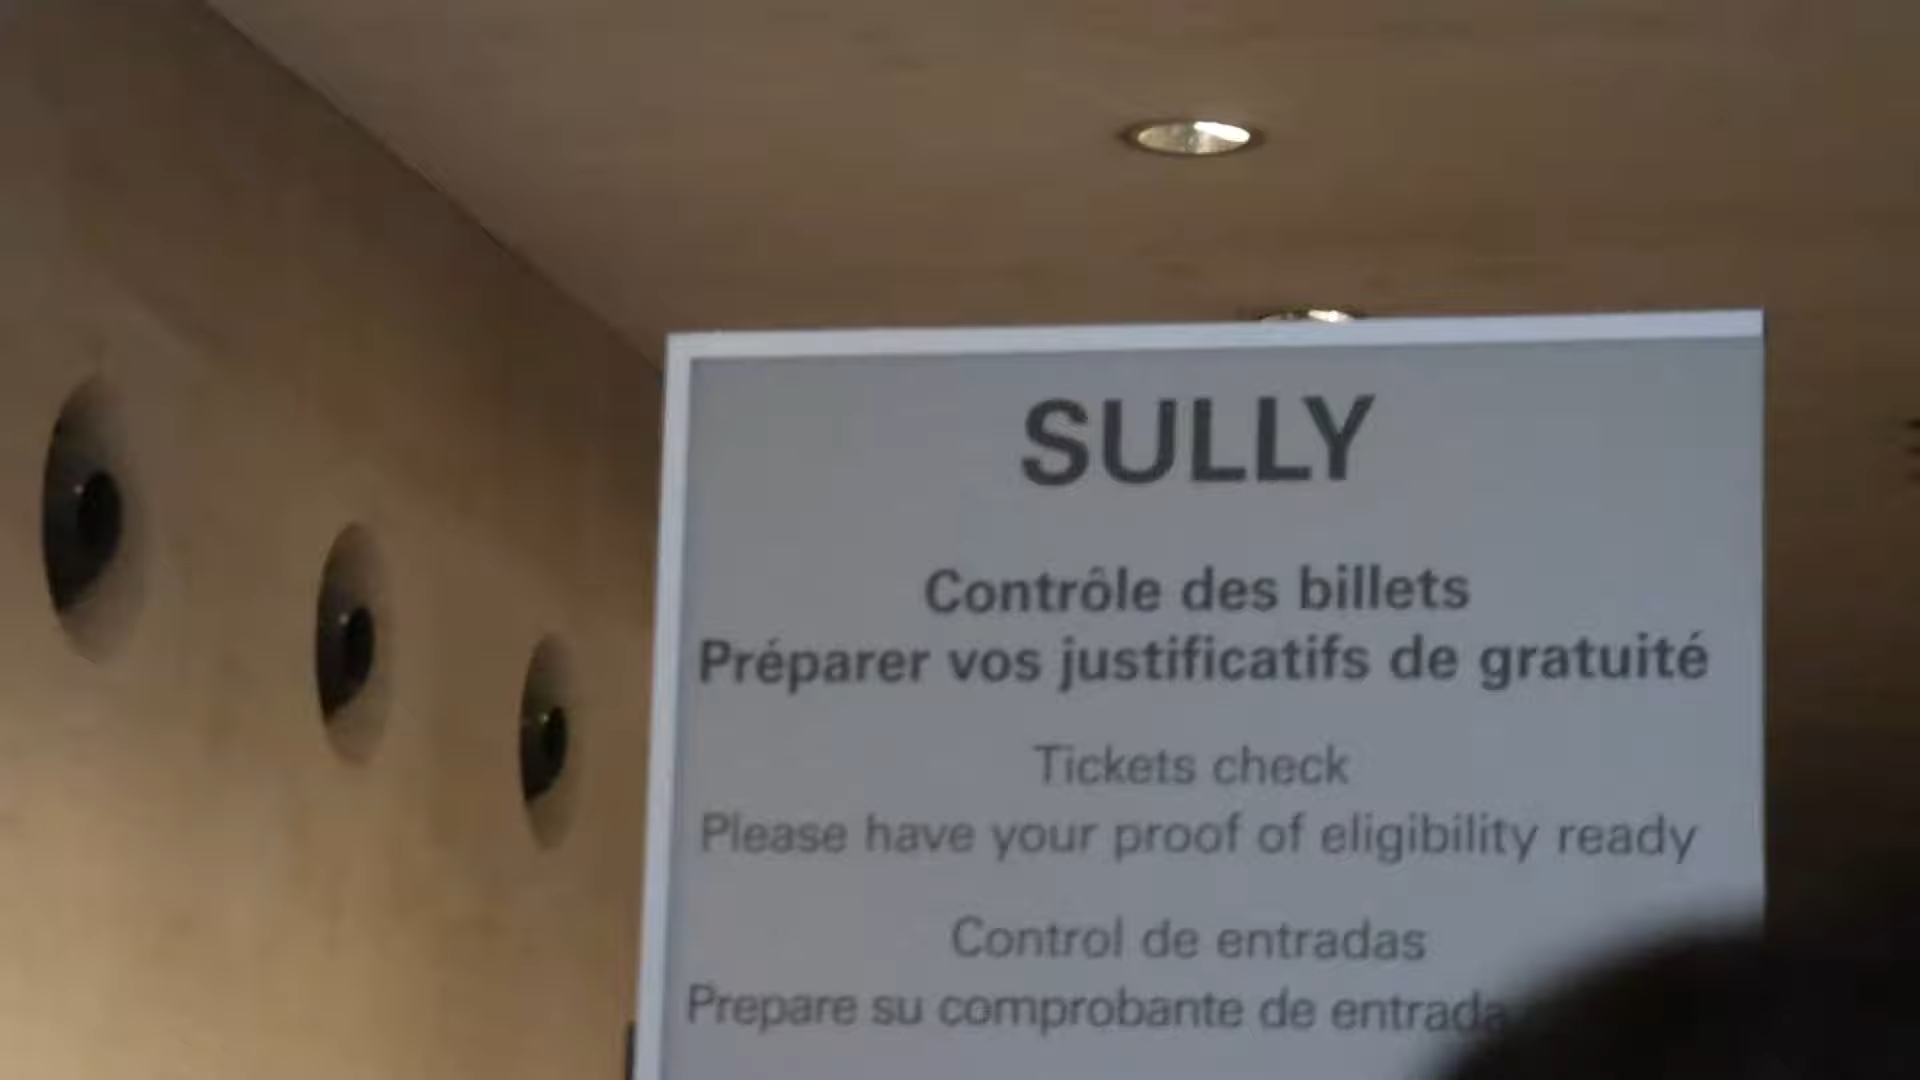 SULLY
Contrôle des billets
Préparer vos justificatifs de gratuité
Tickets check
Please have your proof of eligibility ready
Control de entradas
Prepare su comprobante de entrada